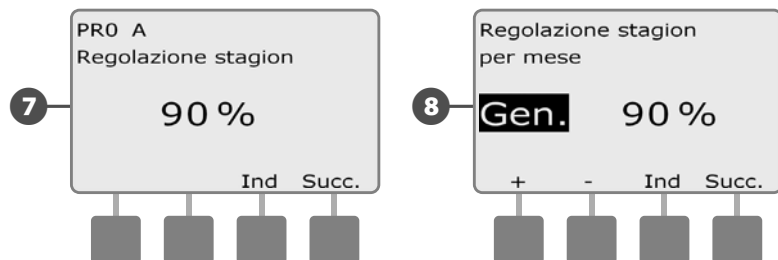 PR0 A
Regolazione stagion
7
90 %
Ind Succ.
Regolazione stagion
per mese
8
Gen. 90 %
+ - Ind Succ.